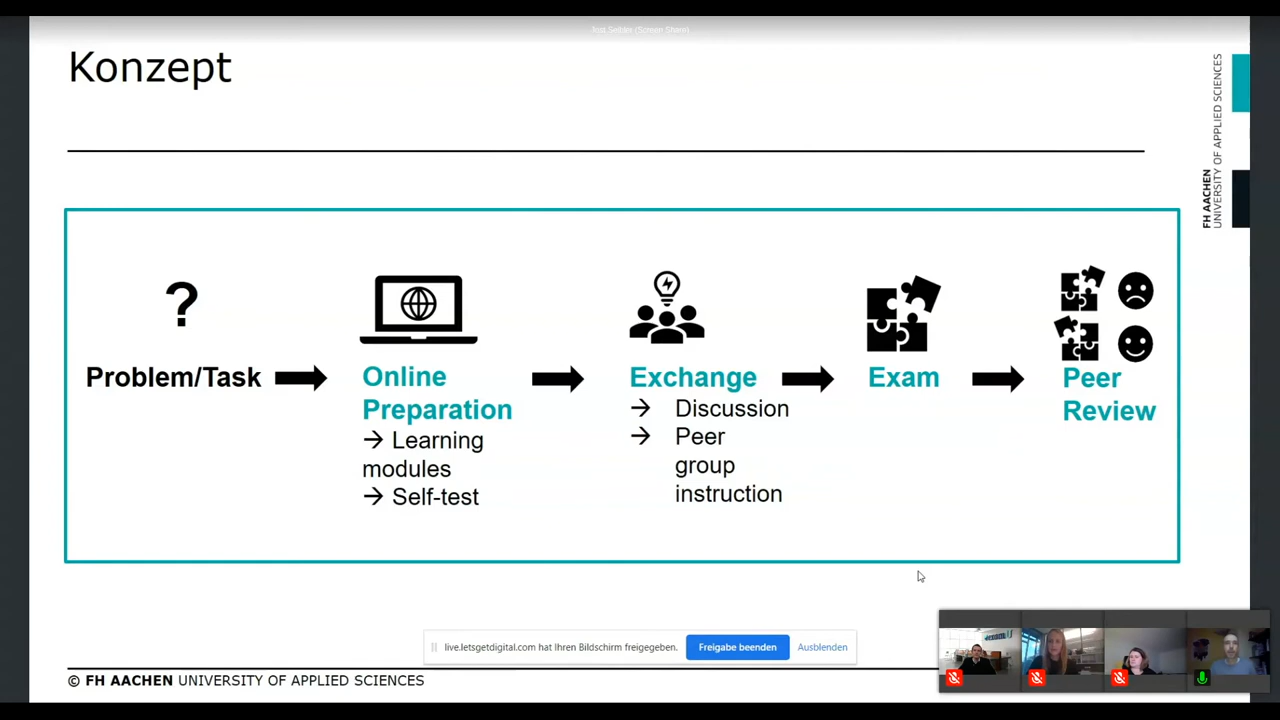 Konzept
FH AACHEN
UNIVERSITY OF APPLIED SCIENCES
?
Problem/Task
Online
Preparation
→ Learning
modules
→ Self-test
Exchange
→ Discussion
→ Peer
group
instruction
Exam
Peer
Review
live.letsgetdigital.com hat Ihren Bildschirm freigegeben.
Freigabe beenden
Ausblenden
© FH AACHEN UNIVERSITY OF APPLIED SCIENCES